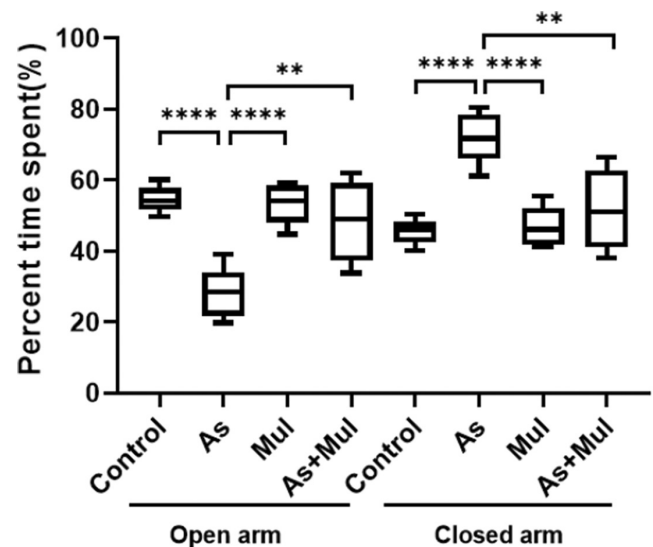 Percent time spent(%)
100
80
60
40
20
0
**** **** **
**** **** **
Control As Mul As+Mul Control As Mul As+Mul
Open arm Closed arm